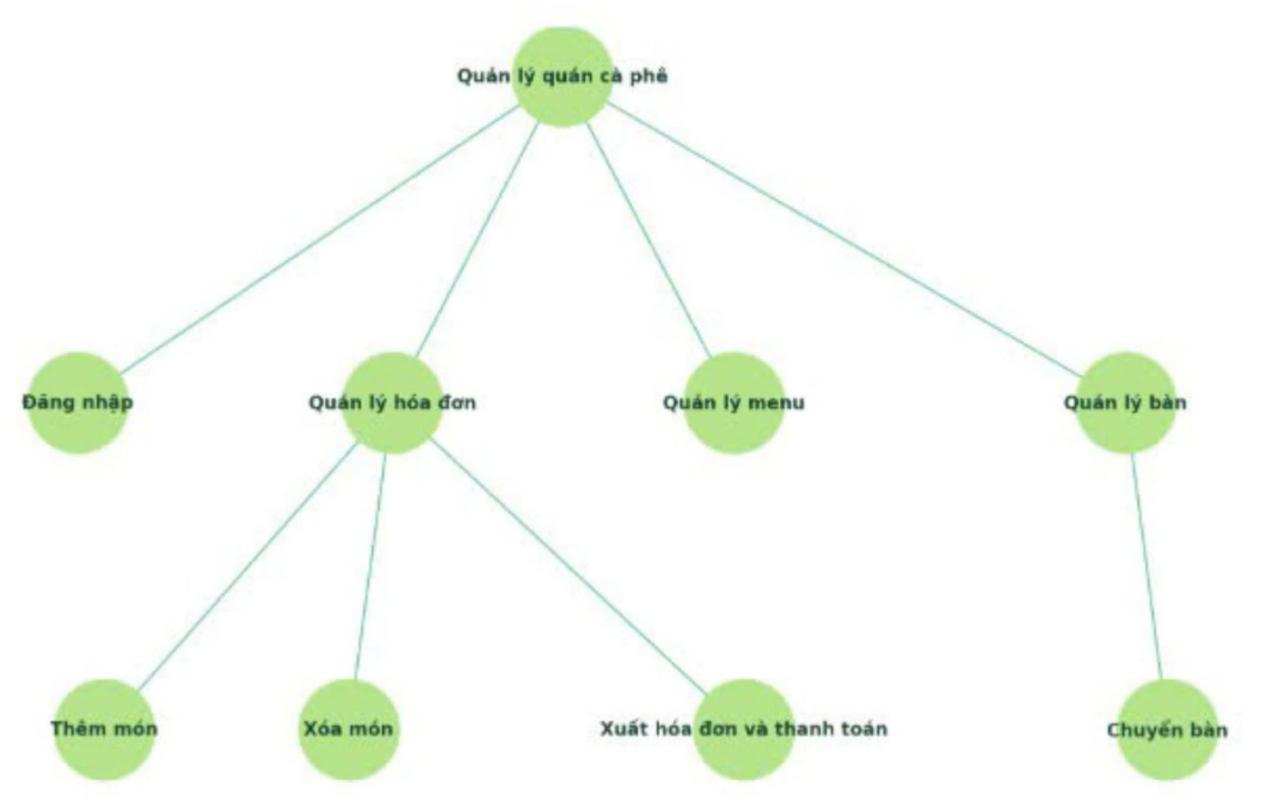 Quản lý quán cà phê
Đăng nhập
Quản lý hóa đơn
Quản lý menu
Quản lý bàn
Thêm món
Xóa món
Xuất hóa đơn và thanh toán
Chuyển bàn